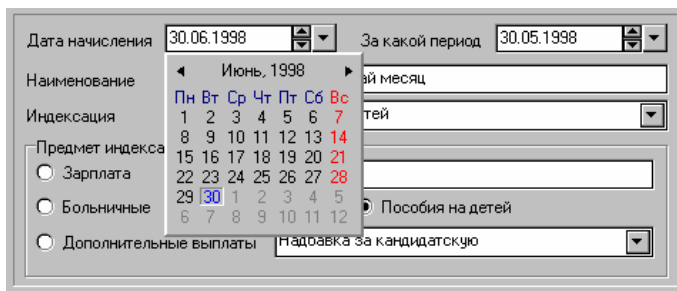 Дата начисления 30.06.1998 За какой период 30.05.1998
Июнь, 1998
Наименование ай месяц
Пн Вт Ср Чт Пт Сб Вс
Индексация 1 2 3 4 5 6 7 тей
8 9 10 11 12 13 14
Предмет индекса
15 16 17 18 19 20 21
Зарплата 22 23 24 25 26 27 28
29 30 1 2 3 4 5
Больничные 6 7 8 9 10 11 12 Пособия на детей
Дополнительные выплаты Надбавка за кандидатскую